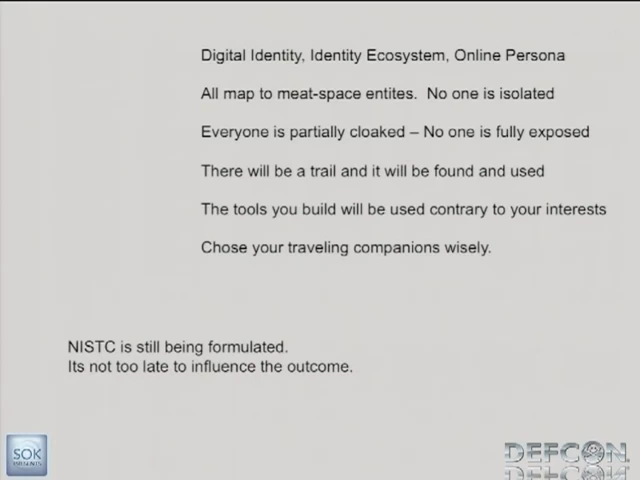 Digital Identity, Identity Ecosystem, Online Persona
All map to meat-space entites.  No one is isolated
Everyone is partially cloaked – No one is fully exposed
There will be a trail and it will be found and used
The tools you build will be used contrary to your interests
Chose your traveling companions wisely.
NISTC is still being formulated.
Its not too late to influence the outcome.
SOK
DEFCON.